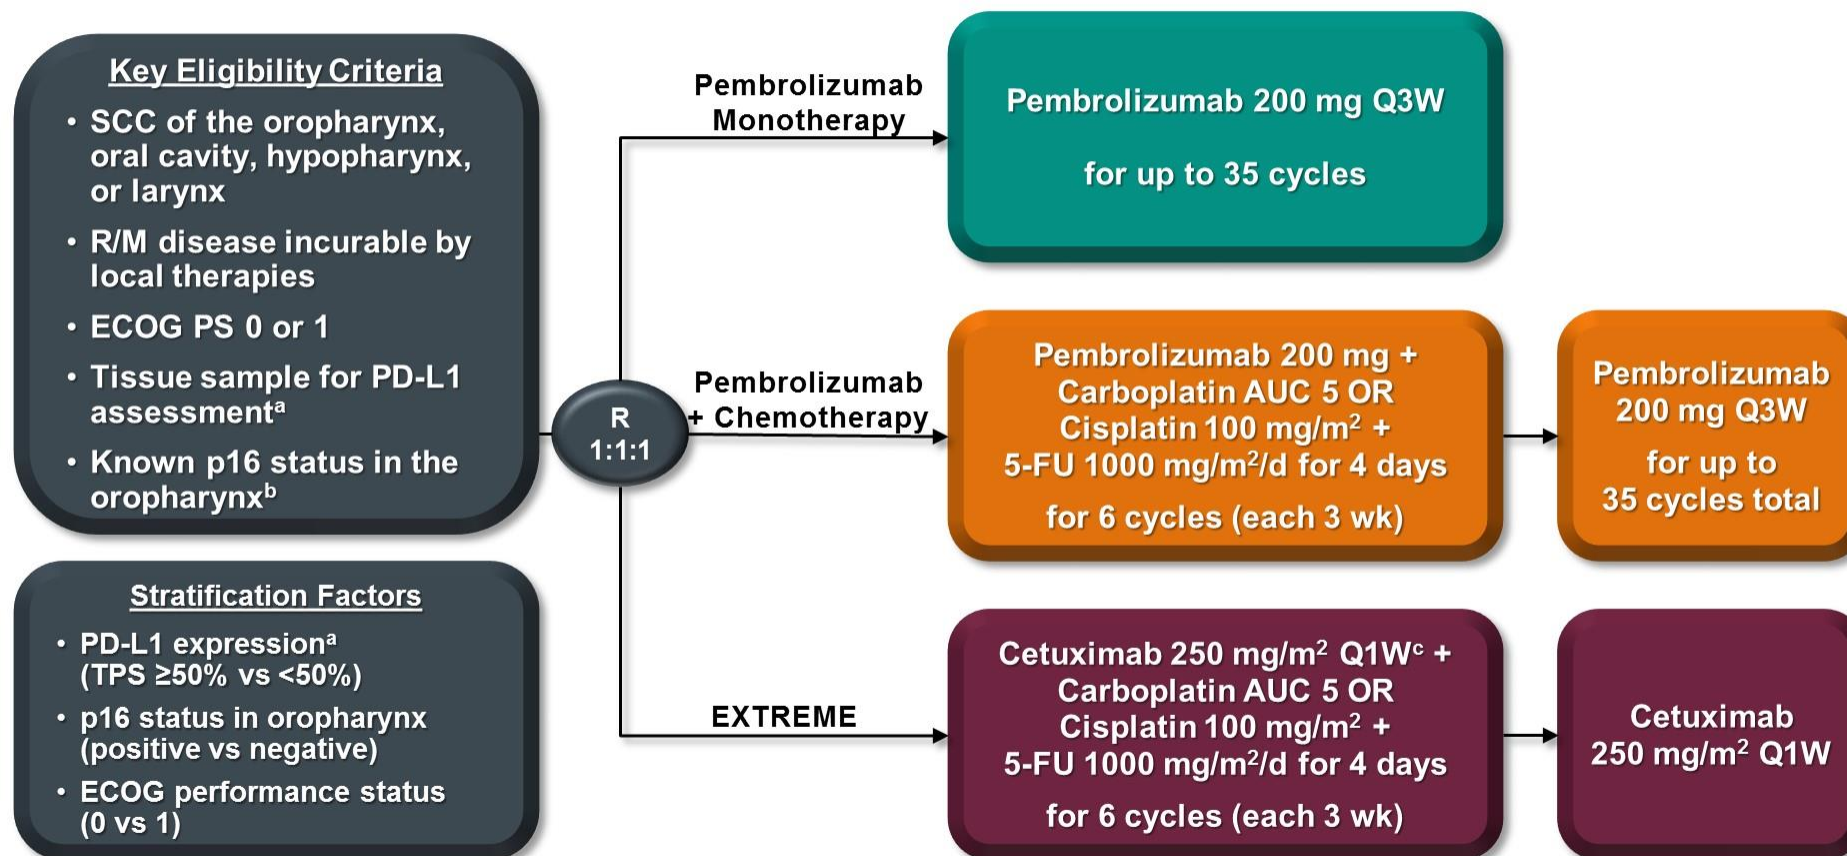 Key Eligibility Criteria
• SCC of the oropharynx,
oral cavity, hypopharynx,
or larynx
• R/M disease incurable by
local therapies
• ECOG PS 0 or 1
• Tissue sample for PD-L1
assessmentᵃ
• Known p16 status in the
oropharynxᵇ
Stratification Factors
• PD-L1 expressionᵃ
(TPS ≥50% vs <50%)
• p16 status in oropharynx
(positive vs negative)
• ECOG performance status
(0 vs 1)
R
1:1:1
Pembrolizumab
Monotherapy
Pembrolizumab 200 mg Q3W
for up to 35 cycles
Pembrolizumab
+ Chemotherapy
Pembrolizumab 200 mg +
Carboplatin AUC 5 OR
Cisplatin 100 mg/m² +
5-FU 1000 mg/m²/d for 4 days
for 6 cycles (each 3 wk)
Pembrolizumab
200 mg Q3W
for up to
35 cycles total
EXTREME
Cetuximab 250 mg/m² Q1Wᶜ +
Carboplatin AUC 5 OR
Cisplatin 100 mg/m² +
5-FU 1000 mg/m²/d for 4 days
for 6 cycles (each 3 wk)
Cetuximab
250 mg/m² Q1W